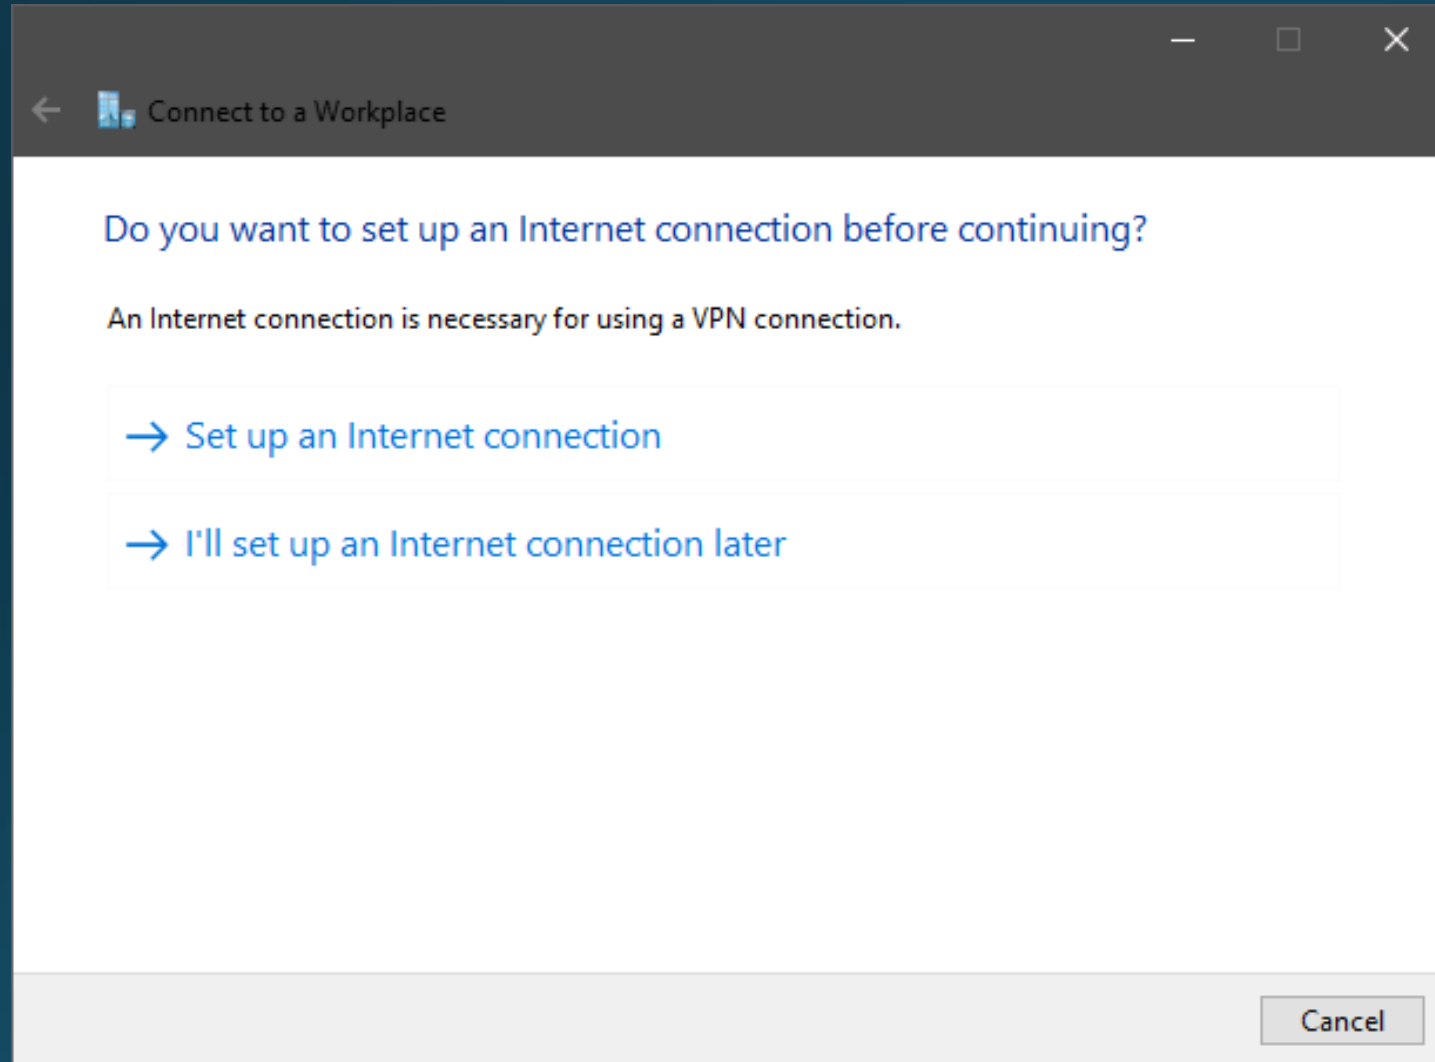 Connect to a Workplace
Do you want to set up an Internet connection before continuing?
An Internet connection is necessary for using a VPN connection.
Set up an Internet connection
I'll set up an Internet connection later
Cancel